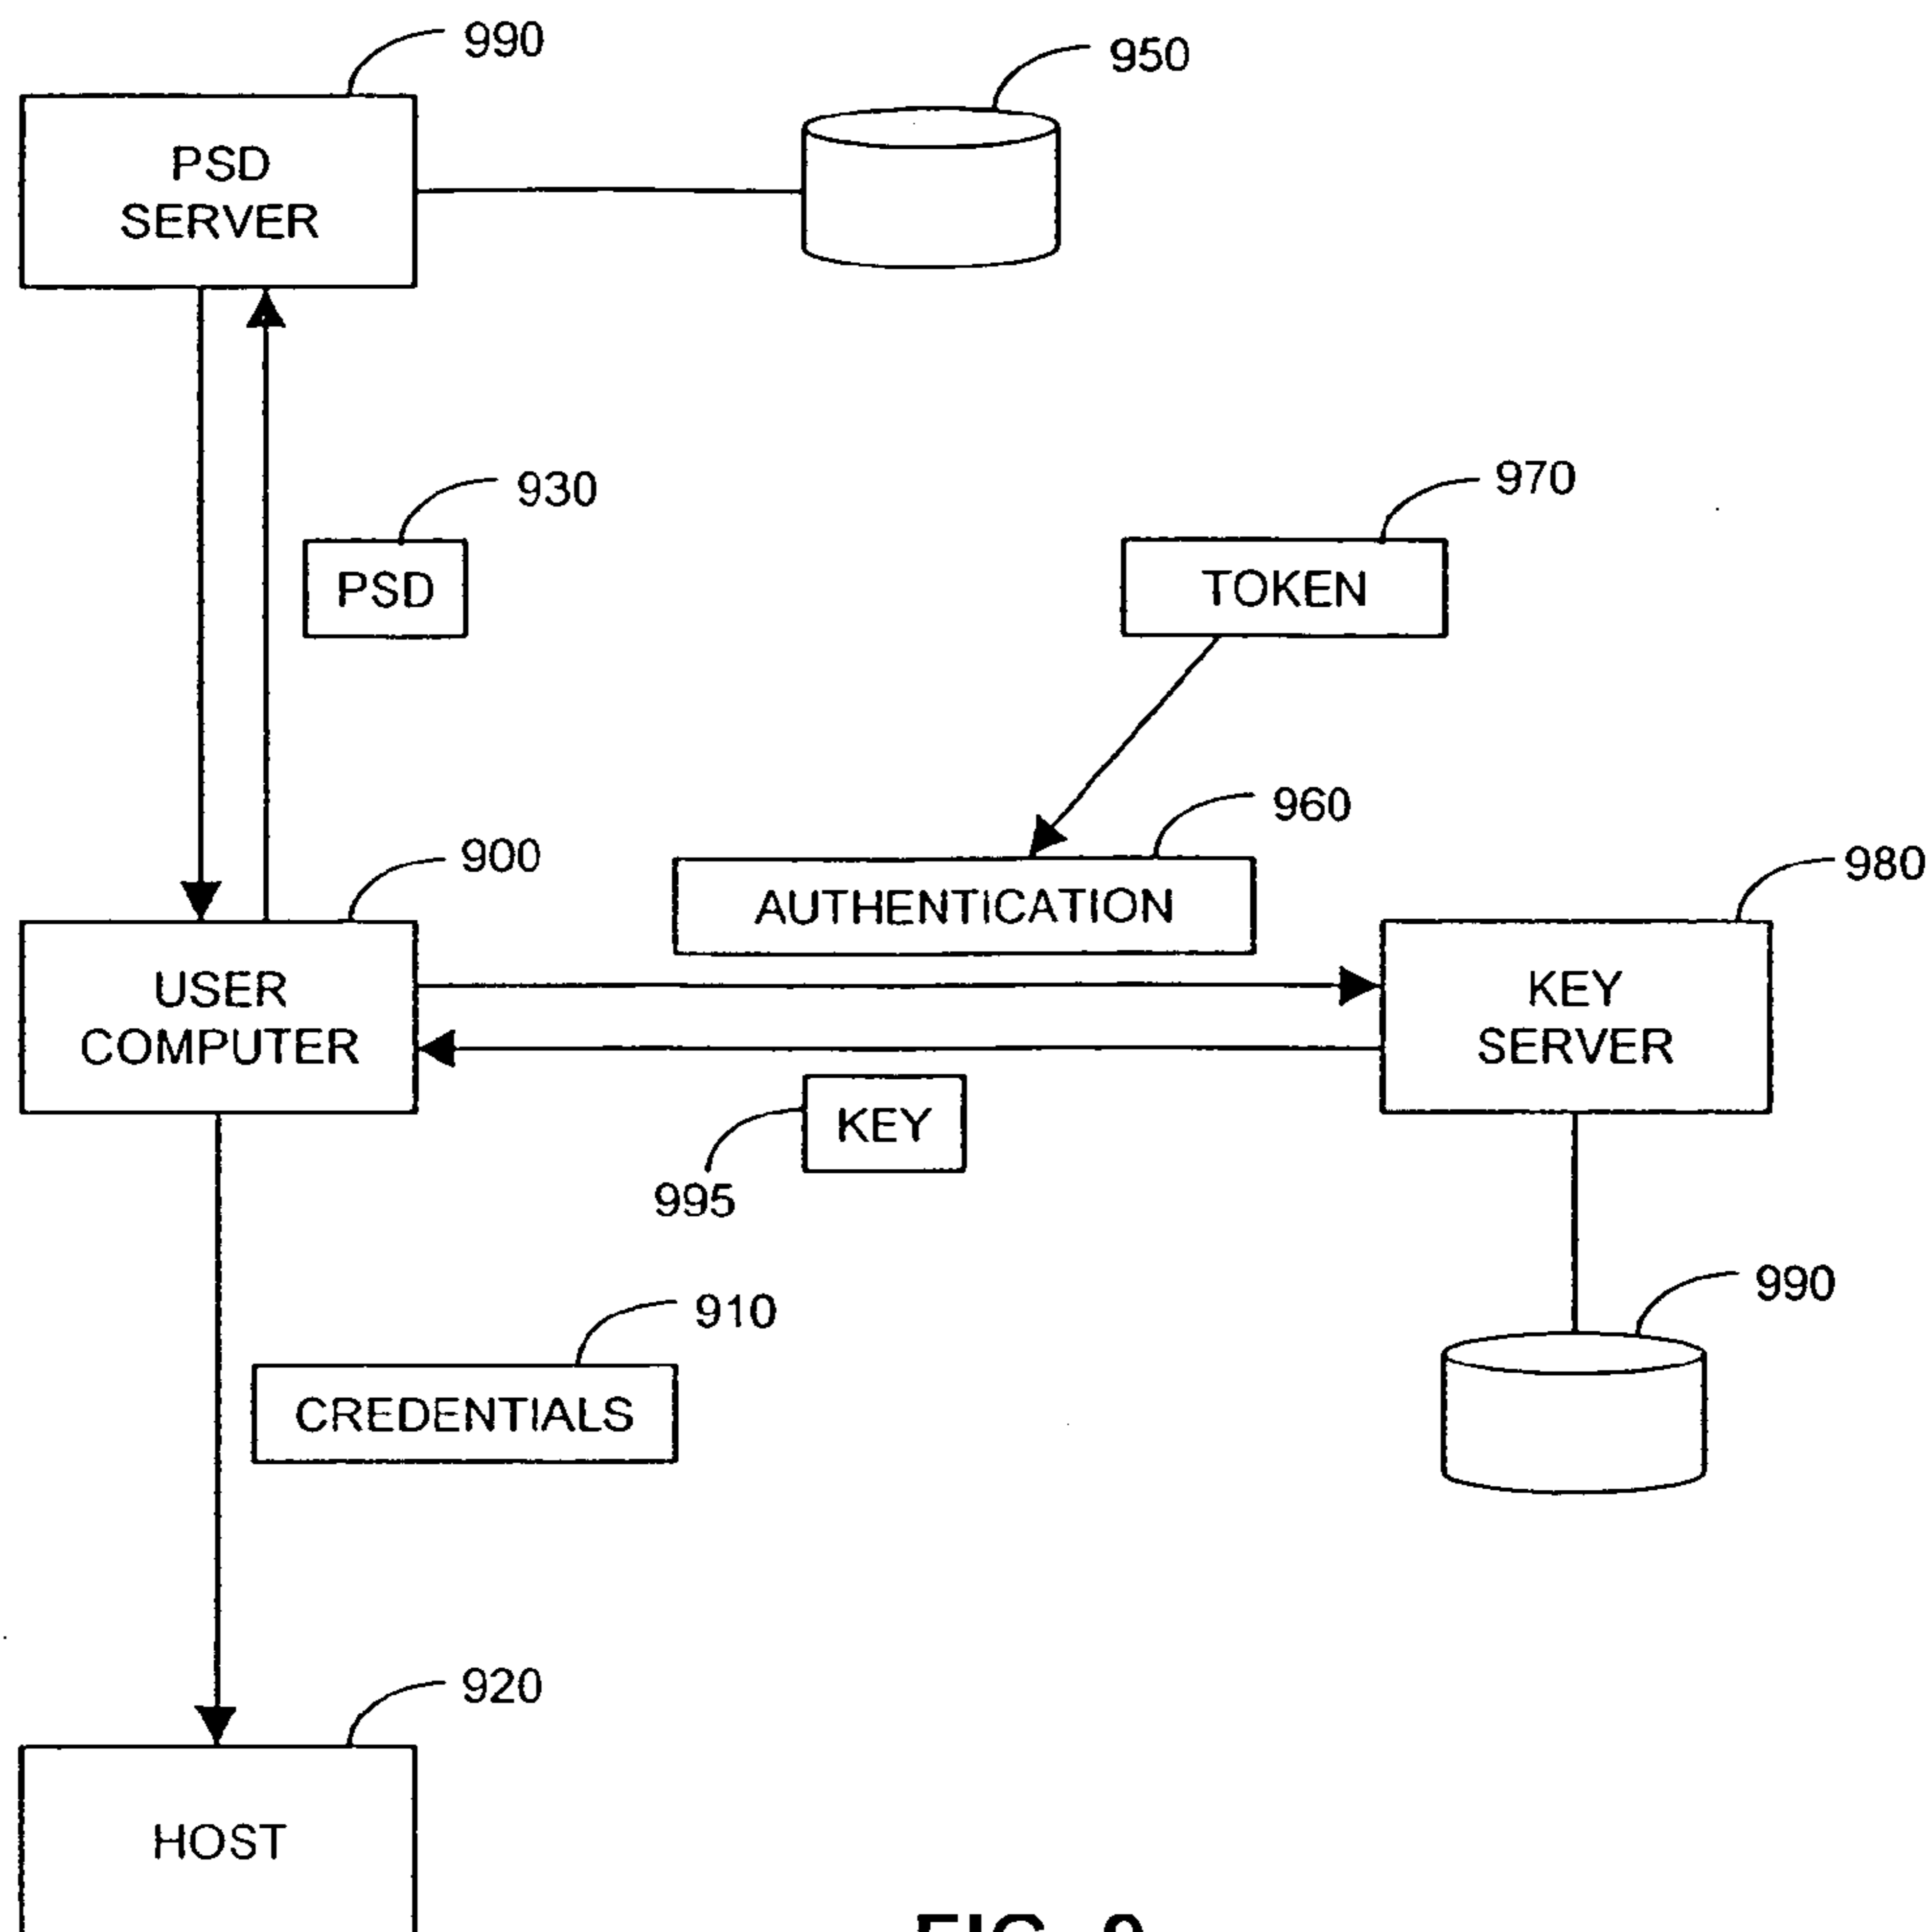 990
950
PSD
SERVER
930
PSD
970
TOKEN
960
AUTHENTICATION
900
USER
COMPUTER
980
KEY
SERVER
KEY
995
990
910
CREDENTIALS
920
HOST